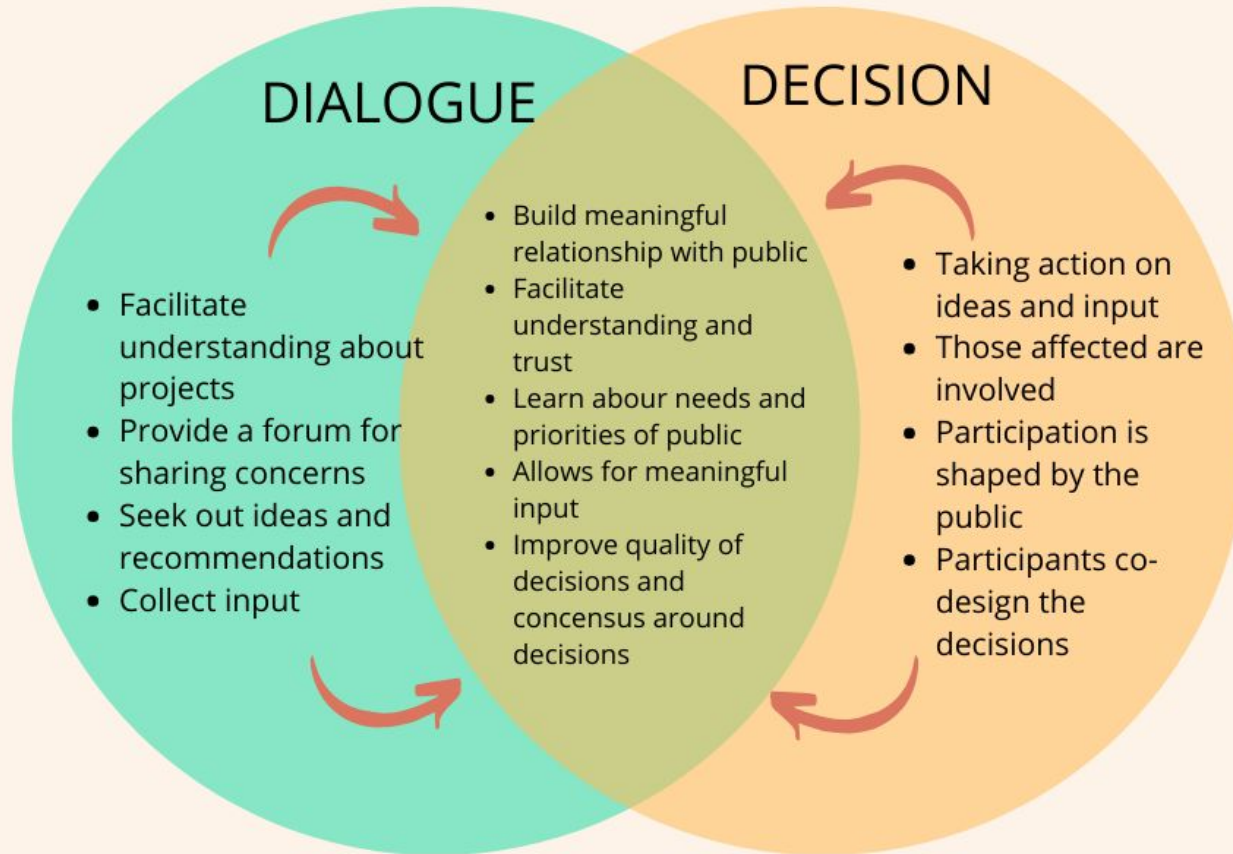 DIALOGUE
• Facilitate
understanding about
projects
• Provide a forum for
sharing concerns
• Seek out ideas and
recommendations
• Collect input
• Build meaningful
relationship with public
• Facilitate
understanding and
trust
• Learn abour needs and
priorities of public
• Allows for meaningful
input
• Improve quality of
decisions and
concensus around
decisions
DECISION
• Taking action on
ideas and input
• Those affected are
involved
• Participation is
shaped by the
public
• Participants co-
design the
decisions